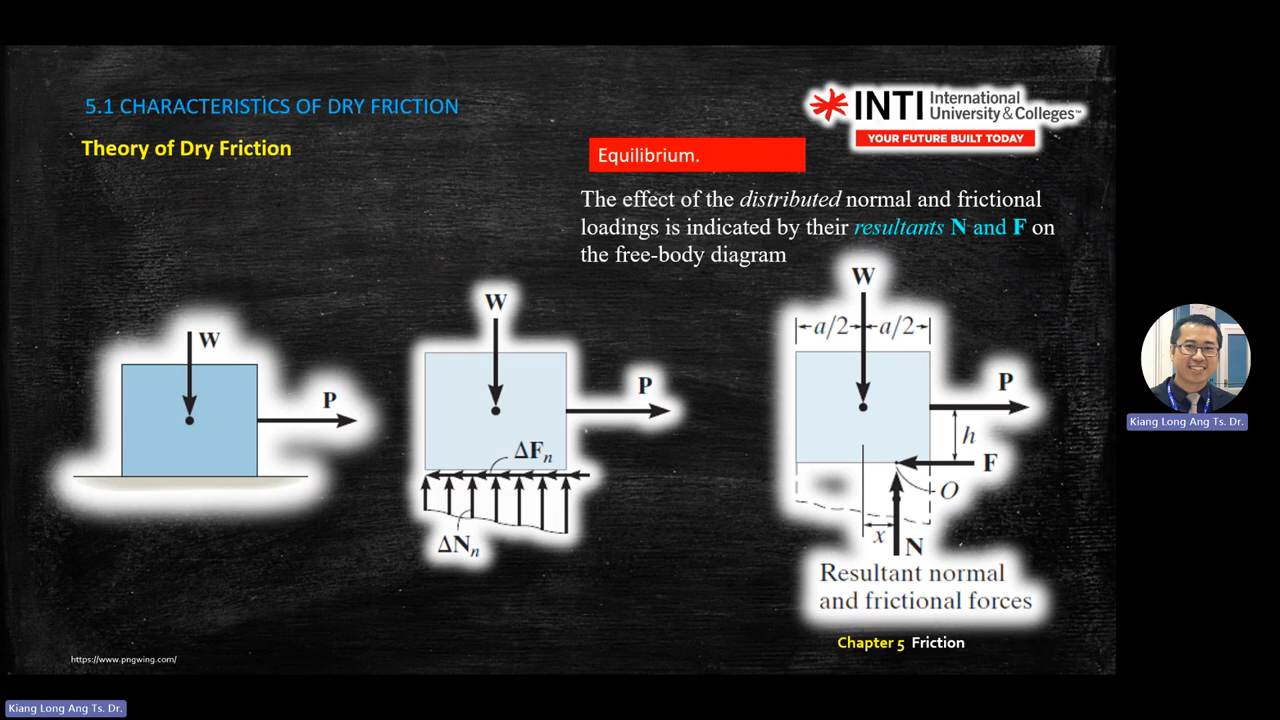 5.1 CHARACTERISTICS OF DRY FRICTION
Theory of Dry Friction
INTI International
University & Colleges™
YOUR FUTURE BUILT TODAY
Equilibrium.
The effect of the distributed normal and frictional
loadings is indicated by their resultants N and F on
the free-body diagram
W
P
W
P
ΔFn
ΔNn
W
a/2 a/2
P
h
F
O
x
N
Resultant normal
and frictional forces
Chapter 5 Friction
https://www.pngwing.com/
Kiang Long Ang Ts. Dr.
Kiang Long Ang Ts. Dr.